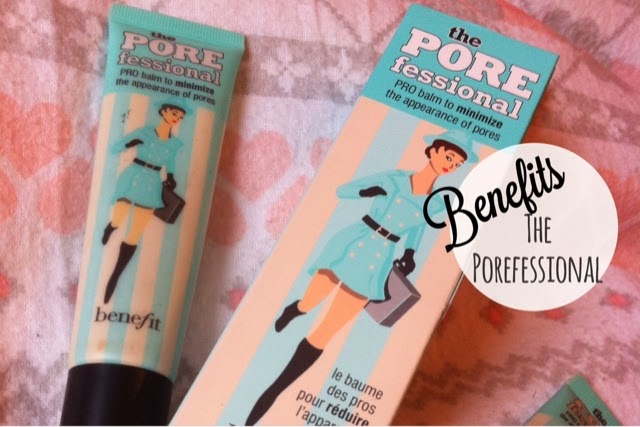 the
PORE
fessional
PRO balm to minimize
the appearance of pores
benefit
the
PORE
fessional
PRO balm to minimize
the appearance of pores
le baume
des pros
pour réduire
Benefits
The
Porefessional